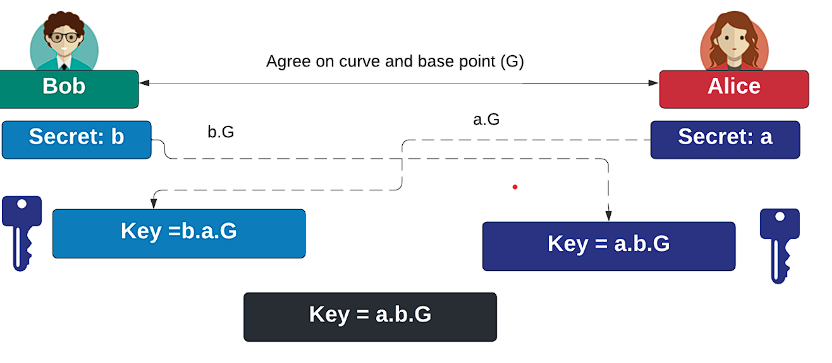 Agree on curve and base point (G)
Bob
Alice
Secret: b
b.G
a.G
Secret: a
Key =b.a.G
Key = a.b.G
Key = a.b.G